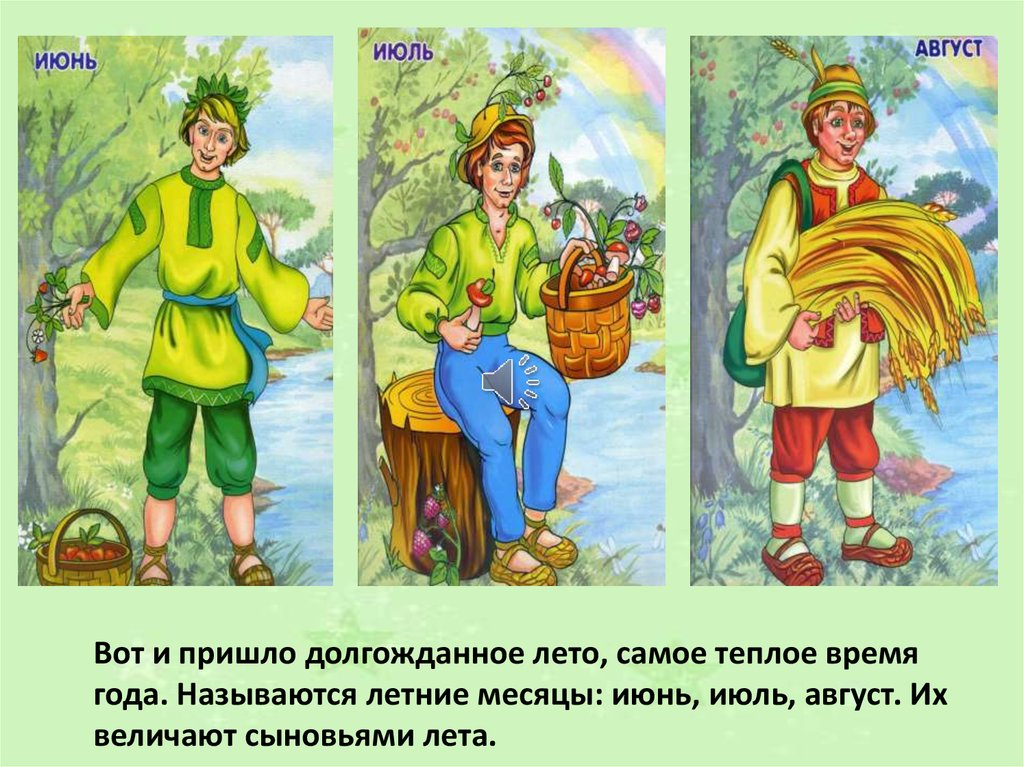 ИЮНЬ
ИЮЛЬ
АВГУСТ
Вот и пришло долгожданное лето, самое теплое время
года. Называются летние месяцы: июнь, июль, август. Их
величают сыновьями лета.